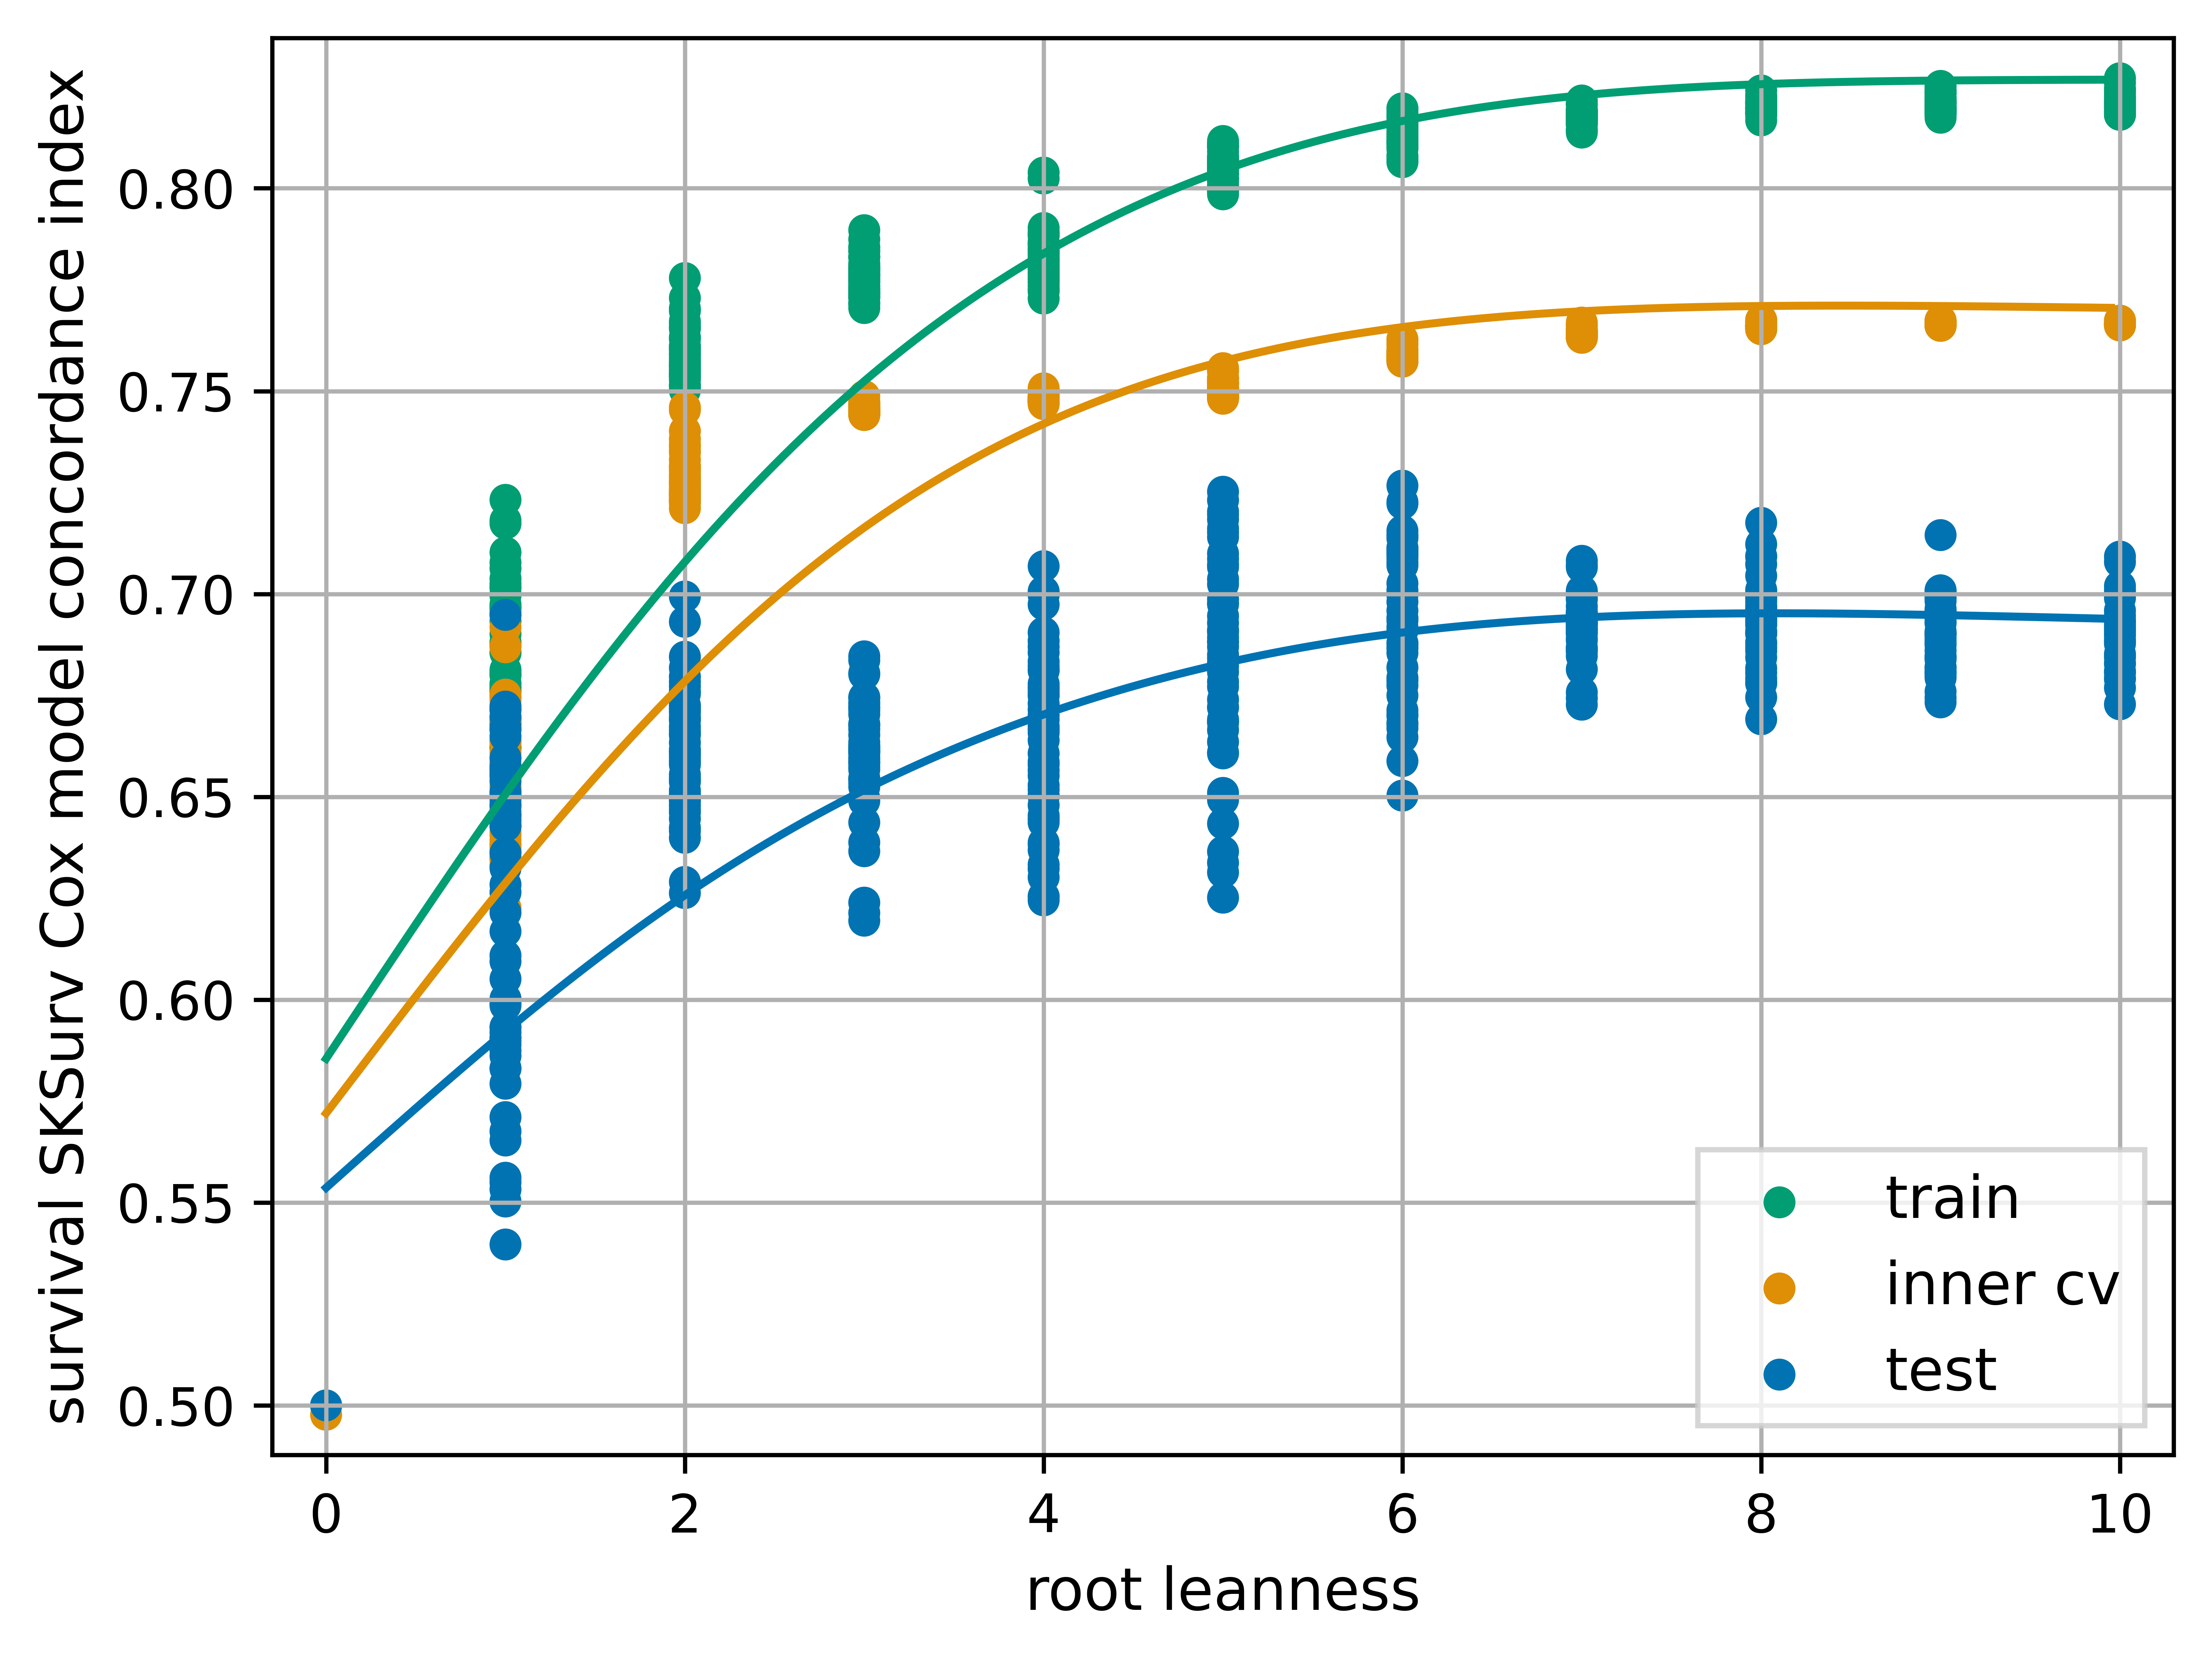 survival SKSurv Cox model concordance index
0.80
0.75
0.70
0.65
0.60
0.55
0.50
0
2
4
6
8
10
root leanness
train
inner cv
test